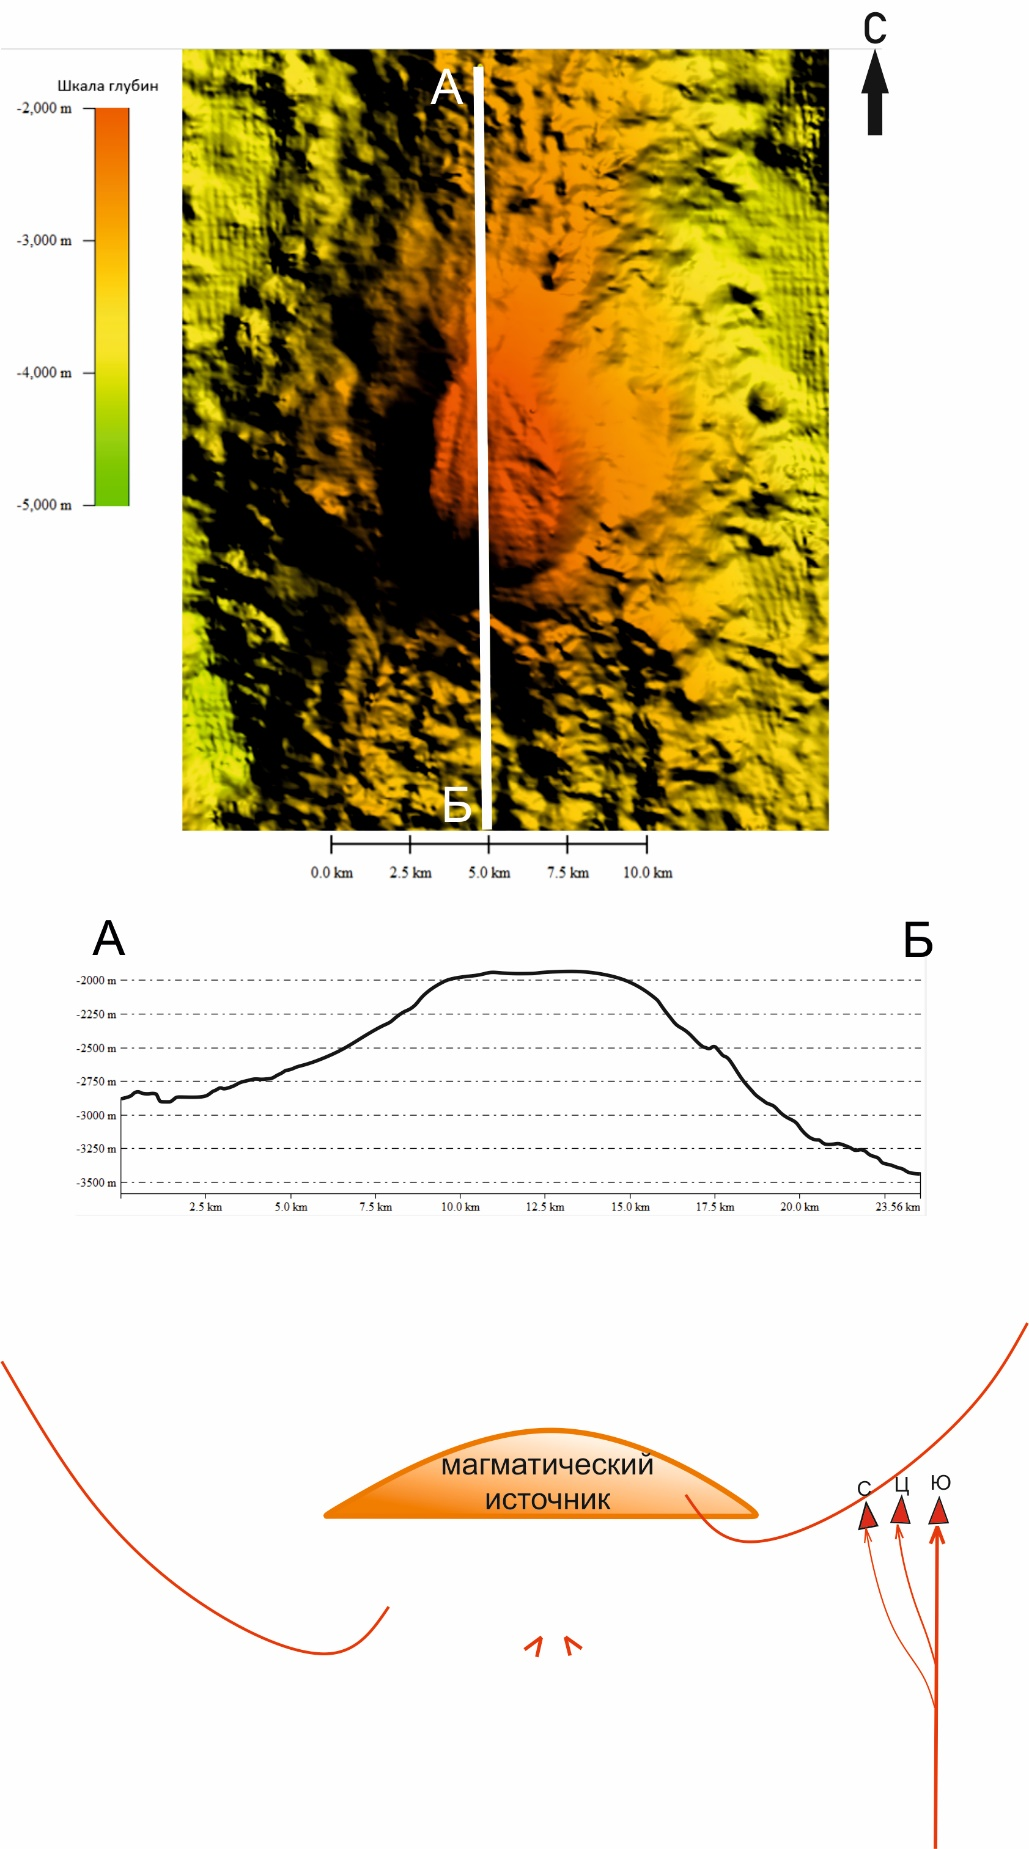 С
Шкала глубин
-2,000 m
-3,000 m
-4,000 m
-5,000 m
А
Б
0.0 km 2.5 km 5.0 km 7.5 km 10.0 km
А Б
-2000 m
-2250 m
-2500 m
-2750 m
-3000 m
-3250 m
-3500 m
2.5 km 5.0 km 7.5 km 10.0 km 12.5 km 15.0 km 17.5 km 20.0 km 23.56 km
магматический
источник
С Ц Ю